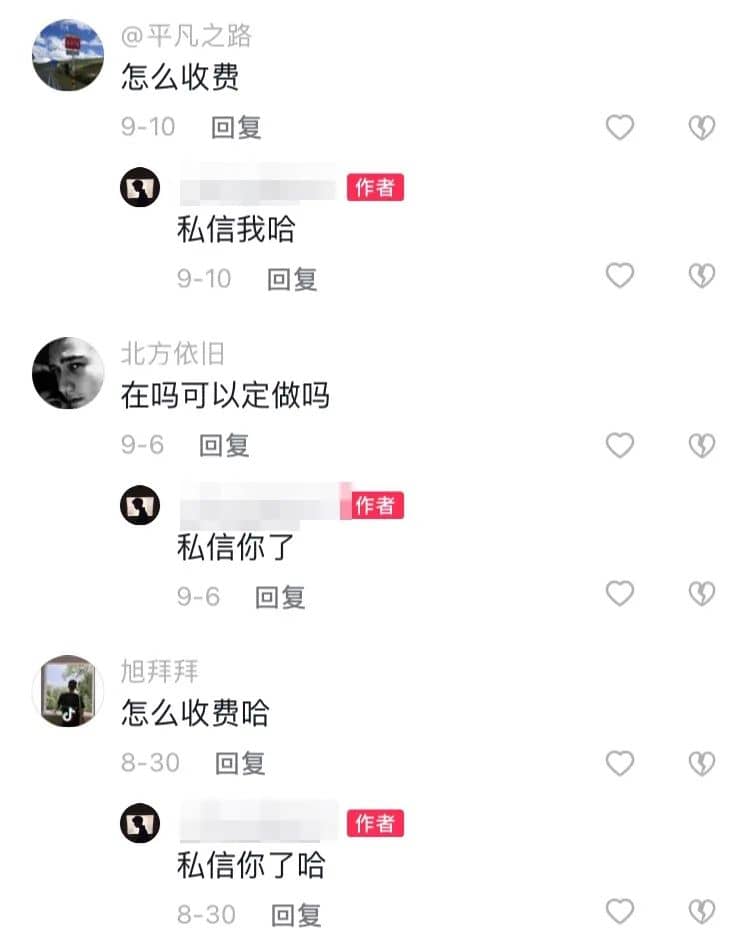 @平凡之路
怎么收费
9-10 回复
作者
私信我哈
9-10 回复
北方依旧
在吗可以定做吗
9-6 回复
作者
私信你了
9-6 回复
旭拜拜
怎么收费哈
8-30 回复
作者
私信你了哈
8-30 回复